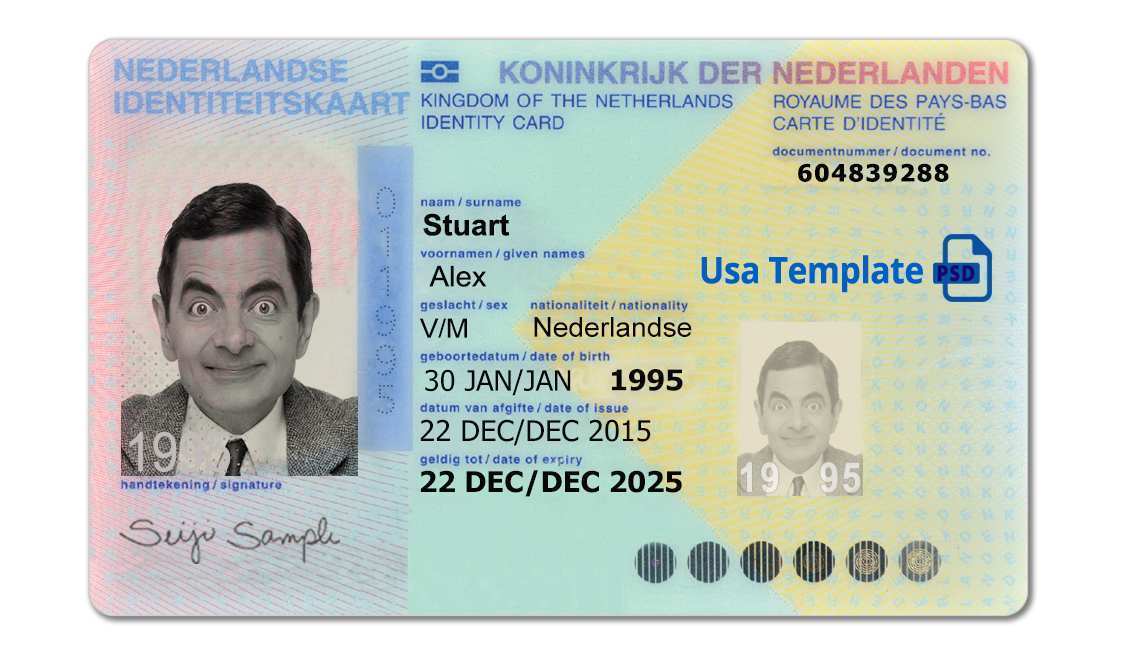 NEDERLANDSE
IDENTITEITSKAART
KONINKRIJK DER NEDERLANDEN
KINGDOM OF THE NETHERLANDS
IDENTITY CARD
ROYAUME DES PAYS-BAS
CARTE D'IDENTITÉ
documentnummer / document no.
604839288
naam / surname
Stuart
voornamen / given names
Alex
geslacht / sex nationaliteit / nationality
V/M Nederlandse
geboortedatum / date of birth
30 JAN/JAN 1995
datum van afgifte / date of issue
22 DEC/DEC 2015
geldig tot / date of expiry
22 DEC/DEC 2025
Usa Template PSD
19 95
011995
19
handtekening / signature
Seiji Sample